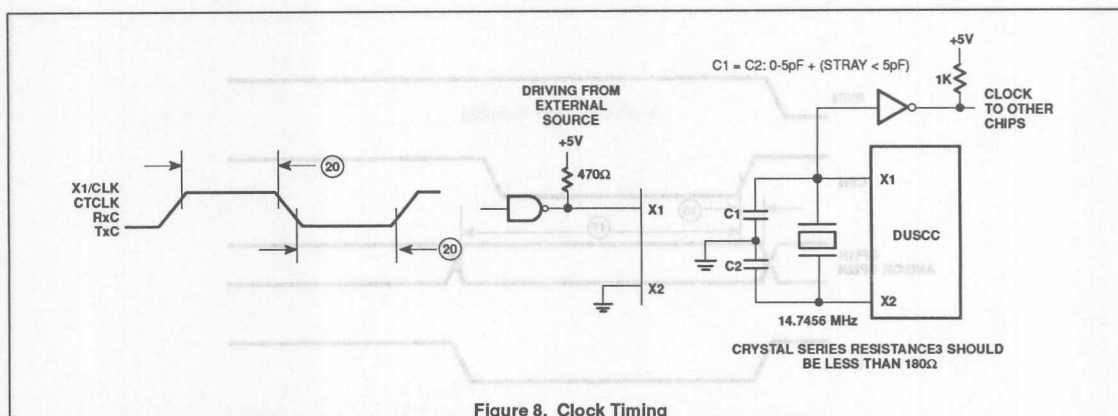 +5V
C1 = C2: 0-5pF + (STRAY < 5pF)
1K
DRIVING FROM
EXTERNAL
SOURCE
CLOCK
TO OTHER
CHIPS
+5V
20
470Ω
X1/CLK
CTCLK
RxC
TxC
X1
X1
C1
DUSCC
20
C2
X2
X2
14.7456 MHz
CRYSTAL SERIES RESISTANCE3 SHOULD
BE LESS THAN 180Ω
Figure 8. Clock Timing